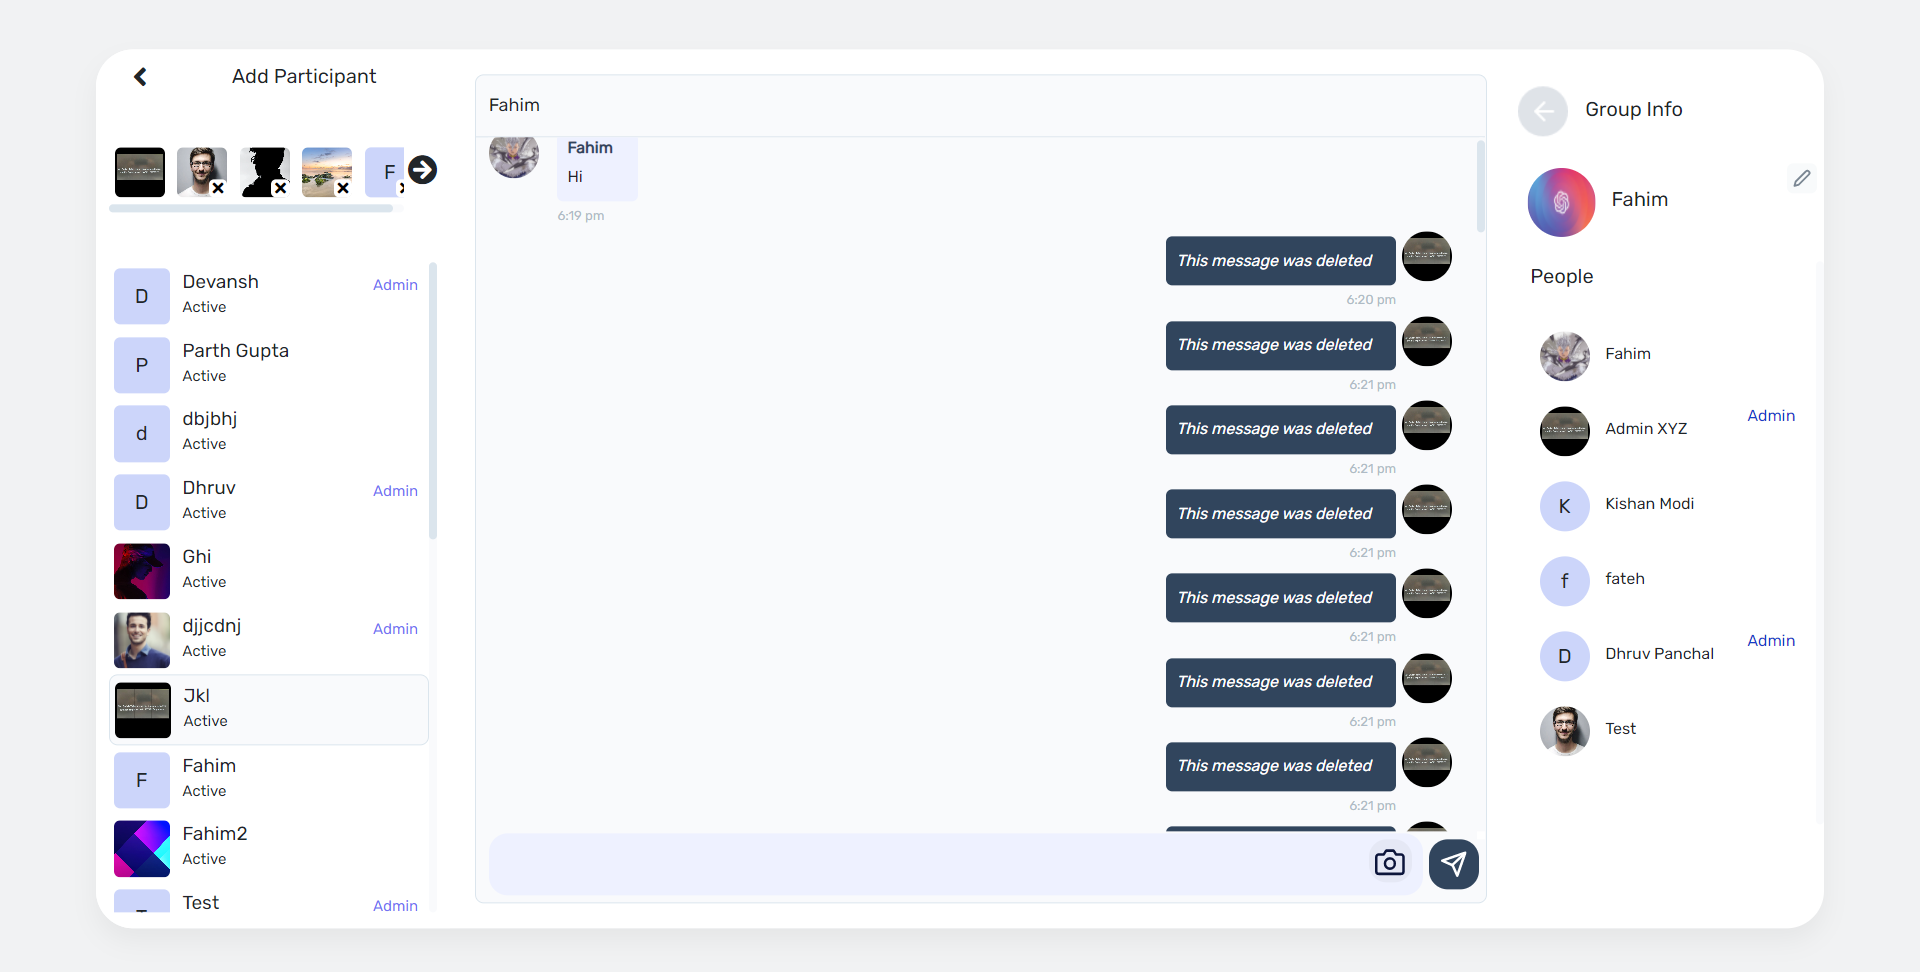 Add Participant
F
Devansh
Active
Admin
D
Parth Gupta
Active
P
dbjbhj
Active
d
Dhruv
Active
Admin
D
Ghi
Active
djjcdnj
Active
Admin
Jkl
Active
Fahim
Active
F
Fahim2
Active
Test
Admin
Fahim
Fahim
Hi
6:19 pm
This message was deleted
6:20 pm
This message was deleted
6:21 pm
This message was deleted
6:21 pm
This message was deleted
6:21 pm
This message was deleted
6:21 pm
This message was deleted
6:21 pm
This message was deleted
6:21 pm
Group Info
Fahim
People
Fahim
Admin XYZ
Admin
K
Kishan Modi
f
fateh
D
Dhruv Panchal
Admin
Test